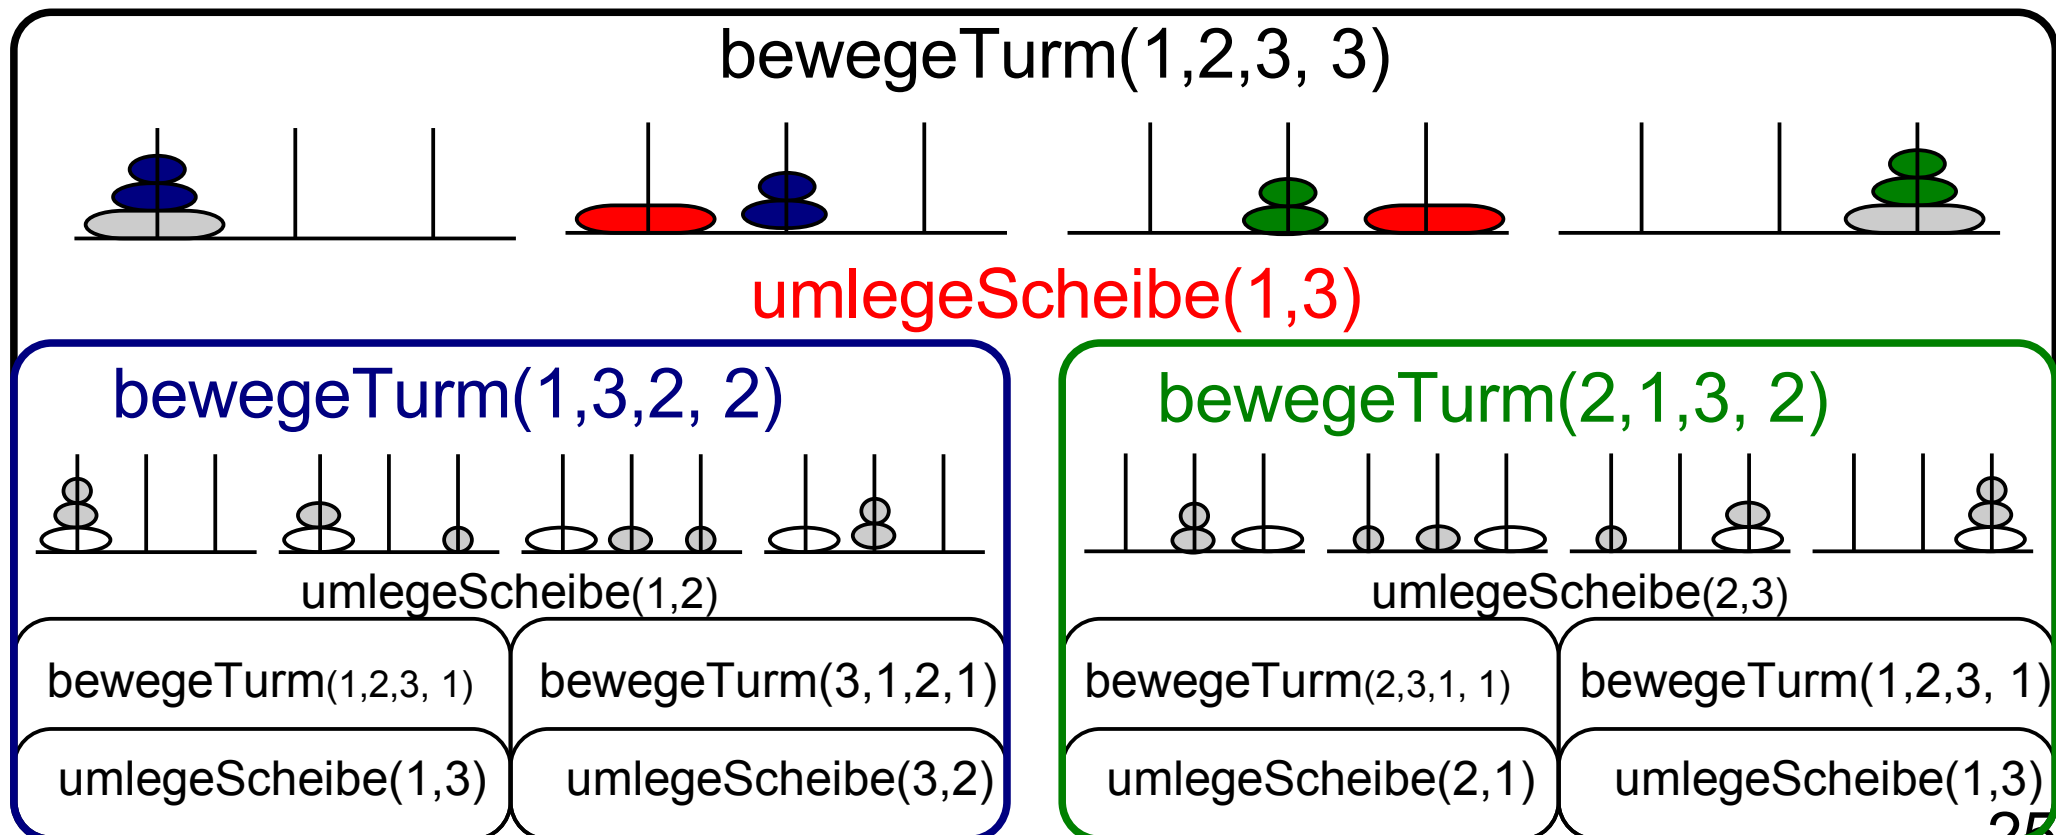 bewegeTurm(1,2,3, 3)
umlegeScheibe(1,3)
bewegeTurm(1,3,2, 2)
umlegeScheibe(1,2)
bewegeTurm(1,2,3, 1)
bewegeTurm(3,1,2,1)
umlegeScheibe(1,3)
umlegeScheibe(3,2)
bewegeTurm(2,1,3, 2)
umlegeScheibe(2,3)
bewegeTurm(2,3,1, 1)
bewegeTurm(1,2,3, 1)
umlegeScheibe(2,1)
umlegeScheibe(1,3)
25